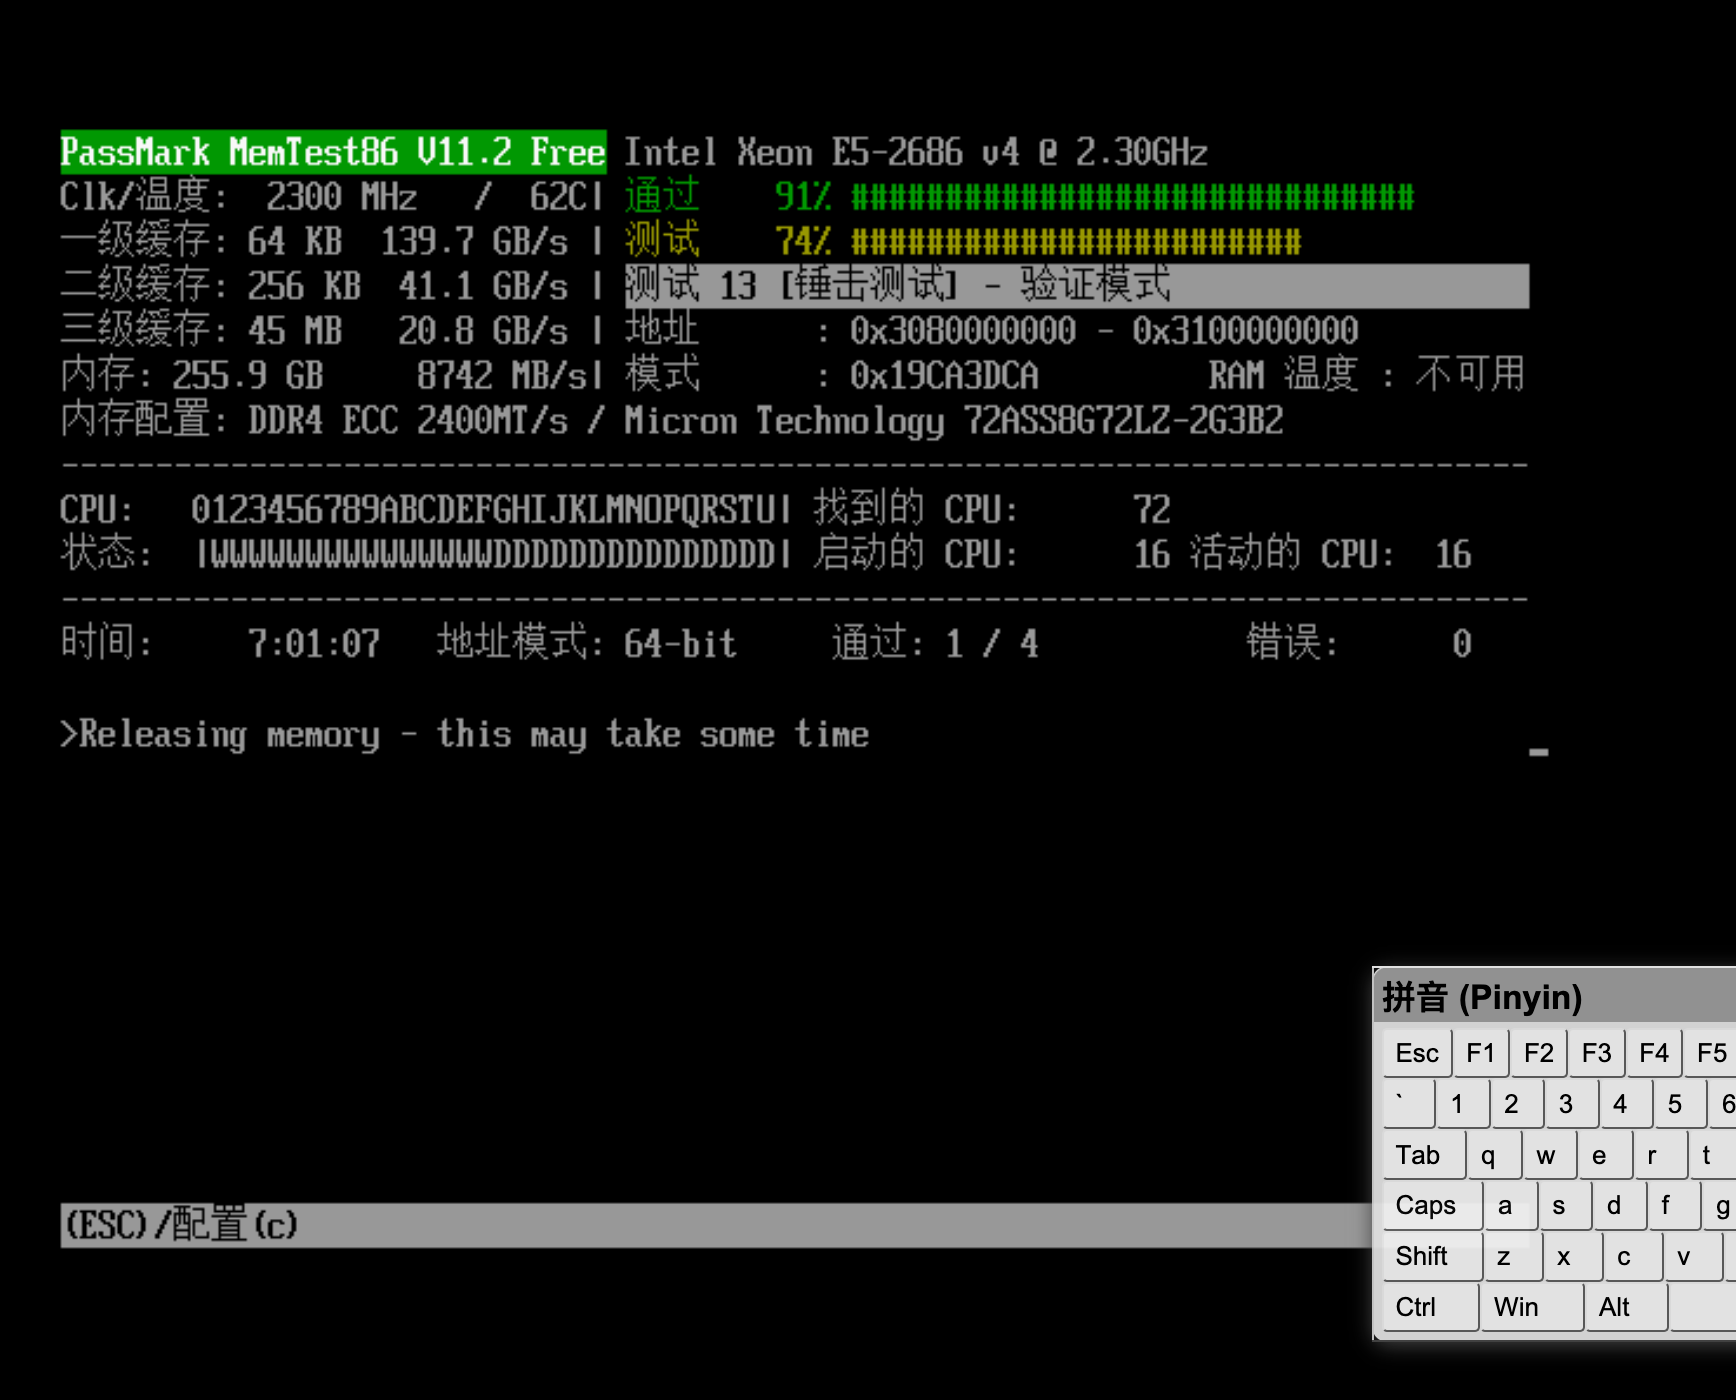 PassMark MemTest86 V11.2 Free Intel Xeon E5-2686 v4 @ 2.30GHz
Clk/温度: 2300 MHz / 62C| 通过 91% ##############################
一级缓存: 64 KB 139.7 GB/s | 测试 74% ########################
二级缓存: 256 KB 41.1 GB/s | 测试 13 [锤击测试] - 验证模式
三级缓存: 45 MB 20.8 GB/s | 地址 : 0x3080000000 - 0x3100000000
内存: 255.9 GB 8742 MB/s| 模式 : 0x19CA3DCA RAM 温度 : 不可用
内存配置: DDR4 ECC 2400MT/s / Micron Technology 72ASS8G72LZ-2G3B2
------------------------------------------------------------------------------
CPU: 0123456789ABCDEFGHIJKLMNOPQRSTU| 找到的 CPU: 72
状态: |WWWWWWWWWWWWWWWDDDDDDDDDDDDDDD| 启动的 CPU: 16 活动的 CPU: 16
------------------------------------------------------------------------------
时间: 7:01:07 地址模式: 64-bit 通过: 1 / 4 错误: 0
>Releasing memory - this may take some time
拼音 (Pinyin)
Esc F1 F2 F3 F4 F5
` 1 2 3 4 5 6
Tab q w e r t
Caps a s d f g
(ESC)/配置(c)
Shift z x c v
Ctrl Win Alt